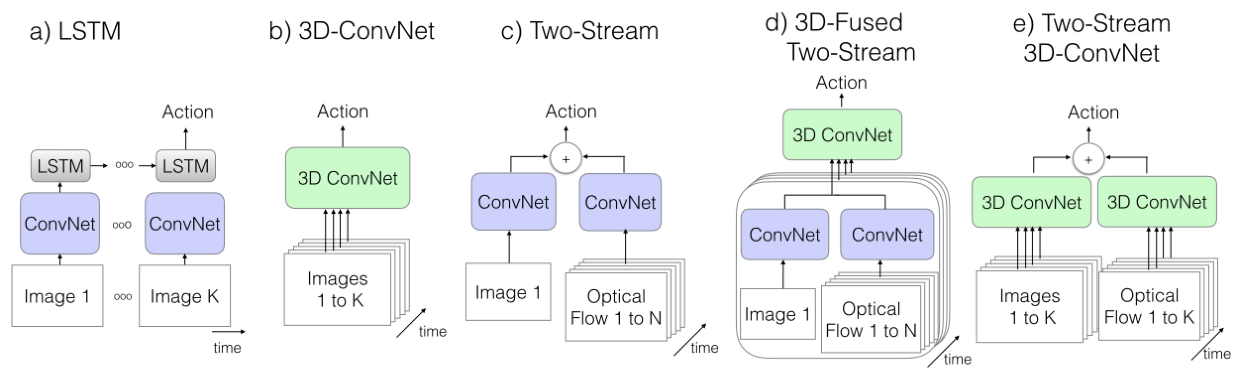 a) LSTM
Action
LSTM
ooo
LSTM
ConvNet
ooo
ConvNet
Image 1
ooo
Image K
time
b) 3D-ConvNet
Action
3D ConvNet
Images
1 to K
time
c) Two-Stream
Action
+
ConvNet
ConvNet
Image 1
Optical
Flow 1 to N
time
d) 3D-Fused
Two-Stream
Action
3D ConvNet
ConvNet
ConvNet
Image 1
Optical
Flow 1 to N
time
e) Two-Stream
3D-ConvNet
Action
+
3D ConvNet
3D ConvNet
Images
1 to K
Optical
Flow 1 to K
time